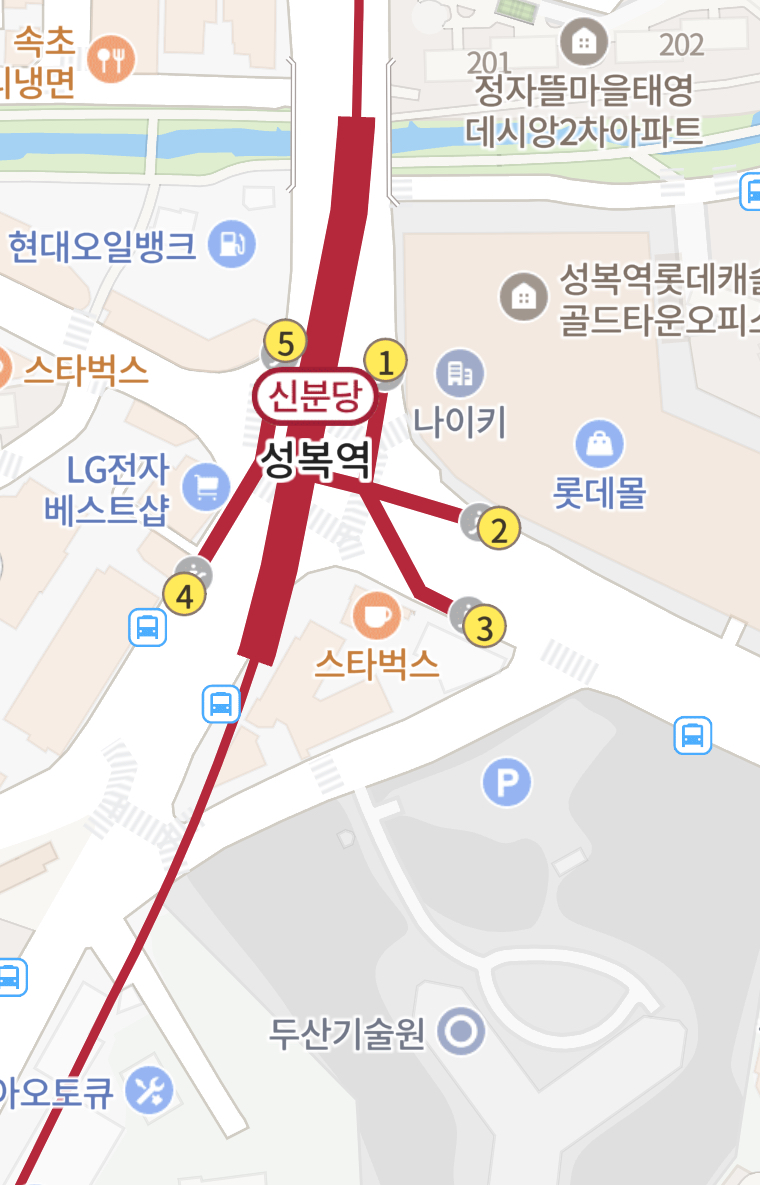 속초
냉면
201
202
정자뜰마을태영
데시앙2차아파트
현대오일뱅크
성복역롯데캐슬
골드타운오피스
5
1
스타벅스
신분당
나이키
성복역
LG전자
베스트샵
롯데몰
2
4
3
스타벅스
P
두산기술원
아오토큐